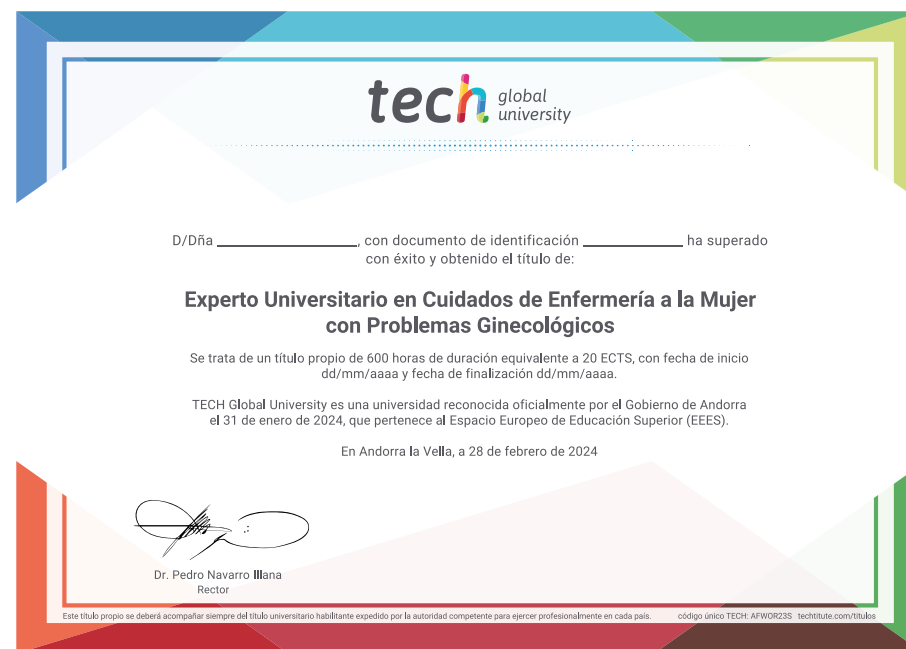 tech global university
D/Dña ____________________, con documento de identificación ______________ ha superado
con éxito y obtenido el título de:
Experto Universitario en Cuidados de Enfermería a la Mujer
con Problemas Ginecológicos
Se trata de un título propio de 600 horas de duración equivalente a 20 ECTS, con fecha de inicio
dd/mm/aaaa y fecha de finalización dd/mm/aaaa.
TECH Global University es una universidad reconocida oficialmente por el Gobierno de Andorra
el 31 de enero de 2024, que pertenece al Espacio Europeo de Educación Superior (EEES).
En Andorra la Vella, a 28 de febrero de 2024
Dr. Pedro Navarro Illana
Rector
Este título propio se deberá acompañar siempre del título universitario habilitante expedido por la autoridad competente para ejercer profesionalmente en cada país. código único TECH: AFWOR23S techtitute.com/titulos